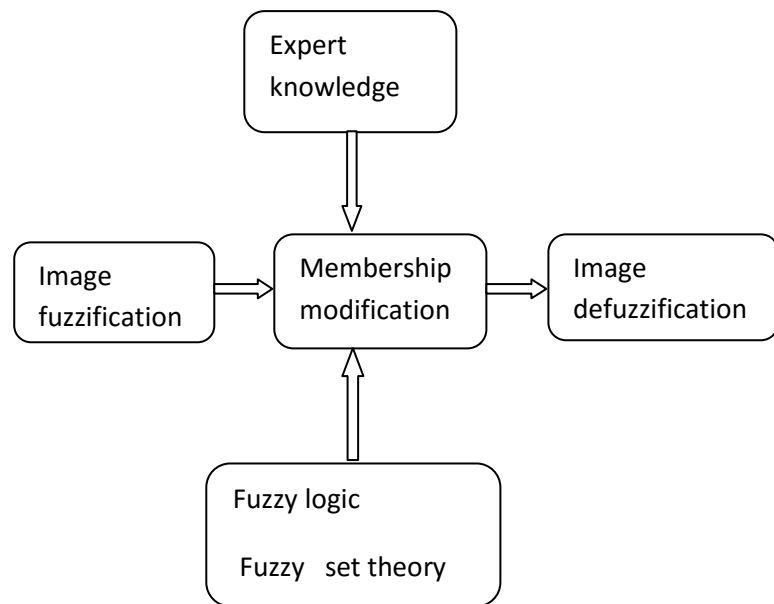 Expert
knowledge
Image
fuzzification
Membership
modification
Image
defuzzification
Fuzzy logic
Fuzzy set theory